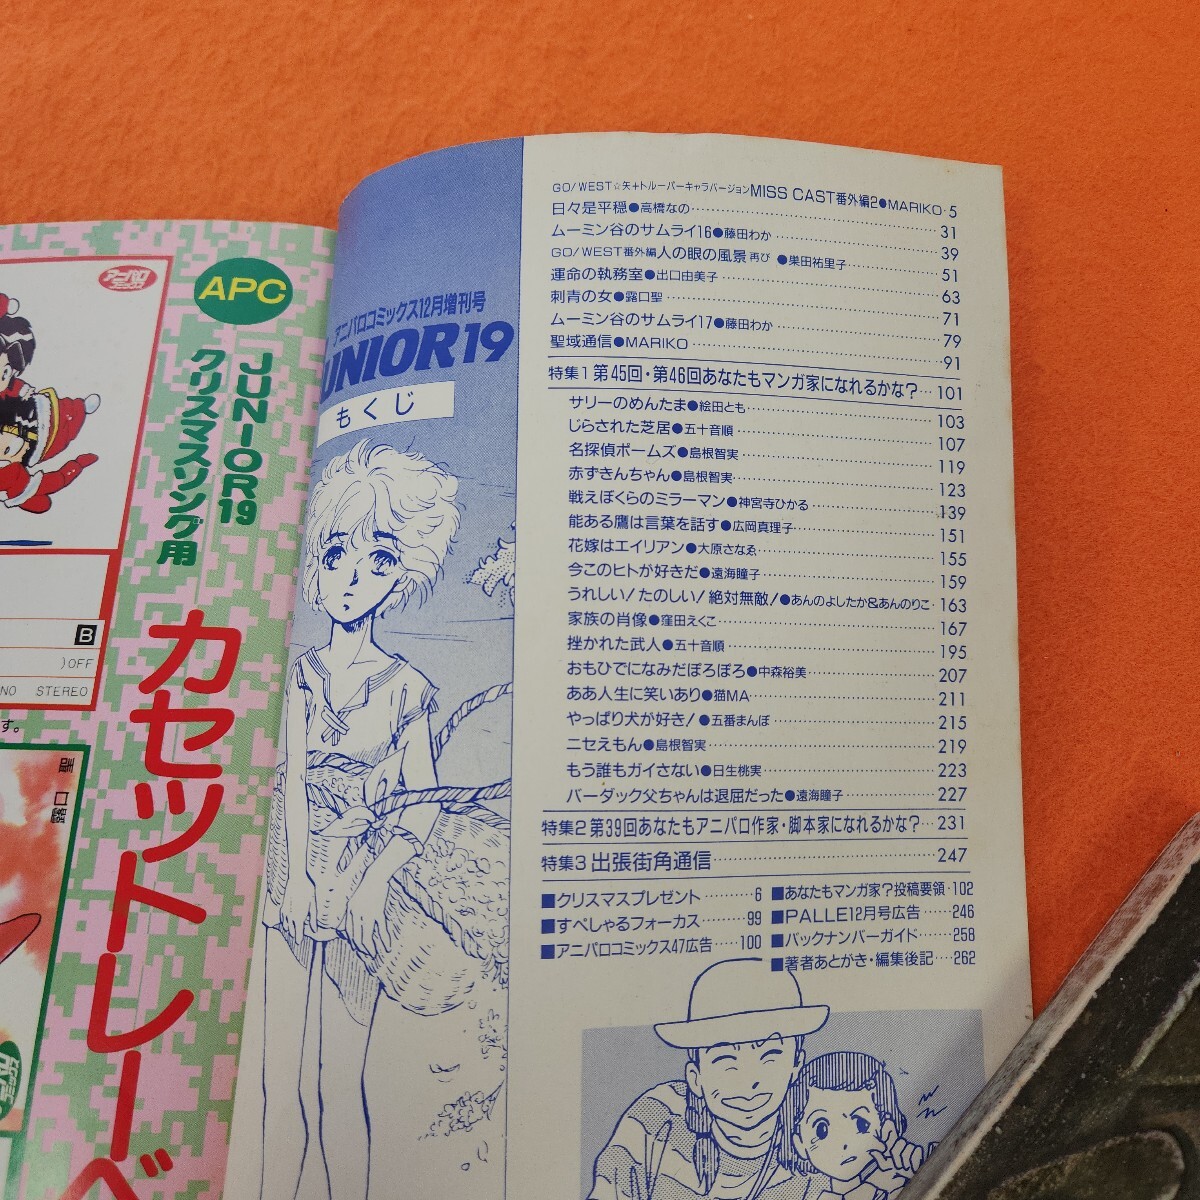 アニパロコミックス
APC
JUNIOR19
クリスマスソング用
カセットレーベ
B
)OFF
NO STEREO
す。
露口聖
アニパロコミックス12月増刊号
JUNIOR19
もくじ
GO/WEST☆矢+トルーパーキャラバージョンMISS CAST番外編2●MARIKO・5
日々是平穏●高橋なの……31
ムーミン谷のサムライ16●藤田わか……39
GO/WEST番外編人の眼の風景再び●巣田祐里子……51
運命の執務室●出口由美子……63
刺青の女●露口聖……71
ムーミン谷のサムライ17●藤田わか……79
聖域通信●MARIKO……91
特集1 第45回・第46回あなたもマンガ家になれるかな?…101
サリーのめんたま●絵田とも……103
じらされた芝居●五十音順……107
名探偵ボームズ●島根智実……119
赤ずきんちゃん●島根智実……123
戦えぼくらのミラーマン●神宮寺ひかる……139
能ある鷹は言葉を話す●広岡真理子……151
花嫁はエイリアン●大原さなゑ……155
今このヒトが好きだ●遠海瞳子……159
うれしい!たのしい!絶対無敵!●あんのよしたか&あんのりこ・163
家族の肖像●窪田えくこ……167
挫かれた武人●五十音順……195
おもひでになみだぼろぼろ●中森裕美……207
ああ人生に笑いあり●猫MA……211
やっぱり犬が好き!●五番まんぼ……215
ニセえもん●島根智実……219
もう誰もガイさない●日生桃実……223
バーダック父ちゃんは退屈だった●遠海瞳子……227
特集2 第39回あなたもアニパロ作家・脚本家になれるかな?…231
特集3 出張街角通信……247
■クリスマスプレゼント……6
■すぺしゃるフォーカス……99
■アニパロコミックス47広告……100
■あなたもマンガ家?投稿要領・102
■PALLE12月号広告……246
■バックナンバーガイド……258
■著者あとがき・編集後記…262